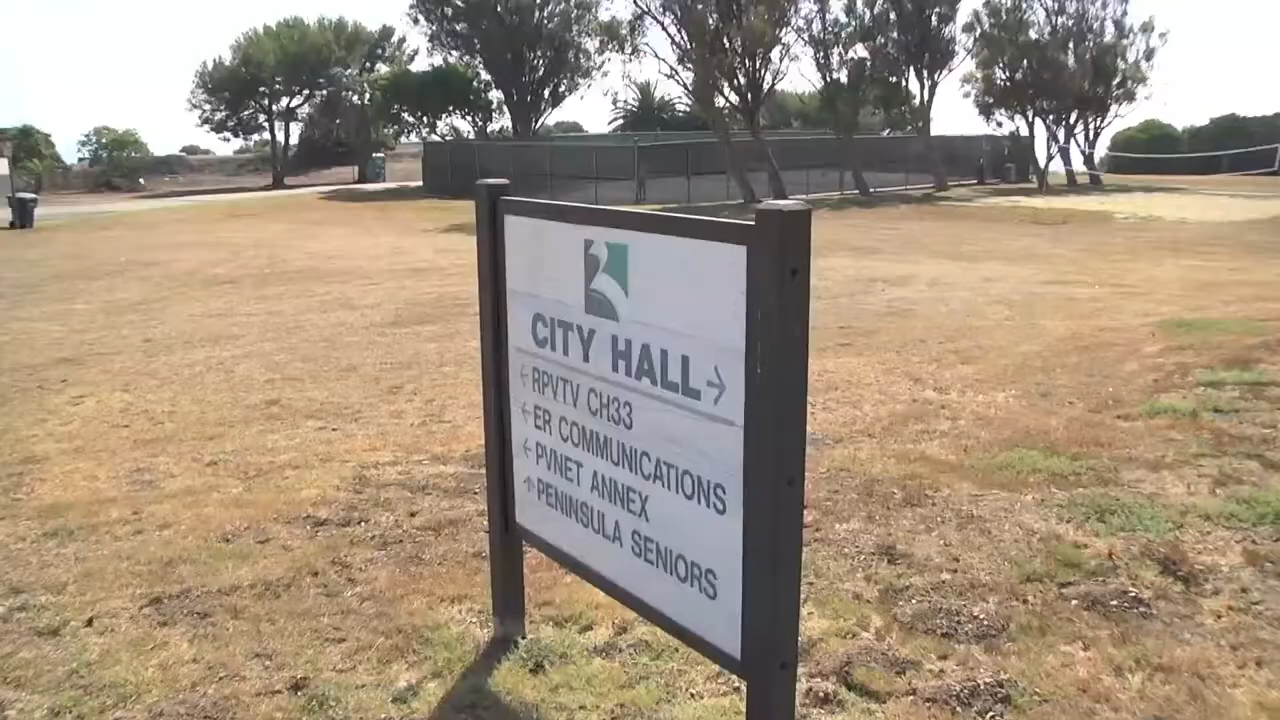 CITY HALL →
← RPVTV CH33
← ER COMMUNICATIONS
← PVNET ANNEX
↑ PENINSULA SENIORS